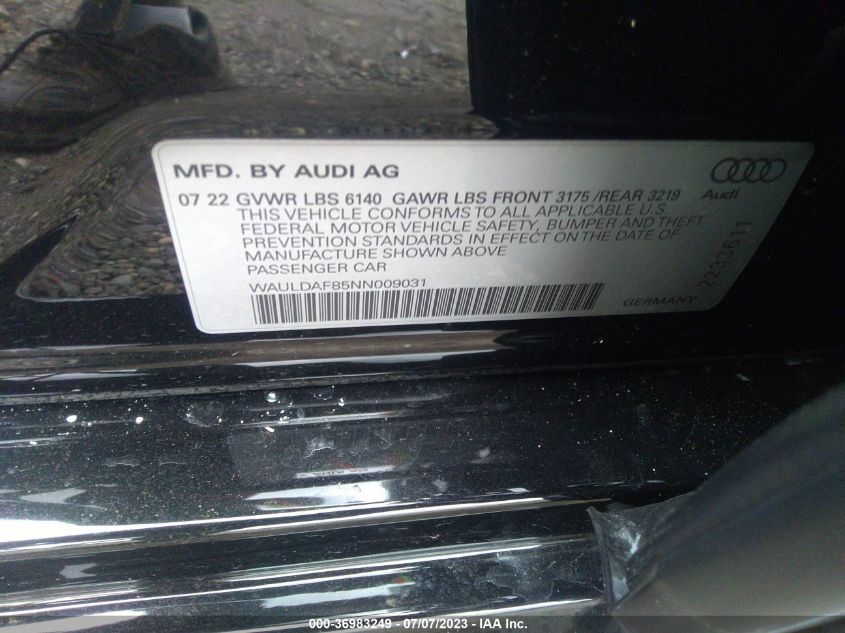 MFD. BY AUDI AG
07 22 GVWR LBS 6140 GAWR LBS FRONT 3175 /REAR 3219
THIS VEHICLE CONFORMS TO ALL APPLICABLE U.S.
FEDERAL MOTOR VEHICLE SAFETY, BUMPER AND THEFT
PREVENTION STANDARDS IN EFFECT ON THE DATE OF
MANUFACTURE SHOWN ABOVE
PASSENGER CAR
WAULDAF85NN009031
Audi
2233611
GERMANY
000-36983249 - 07/07/2023 - IAA Inc.